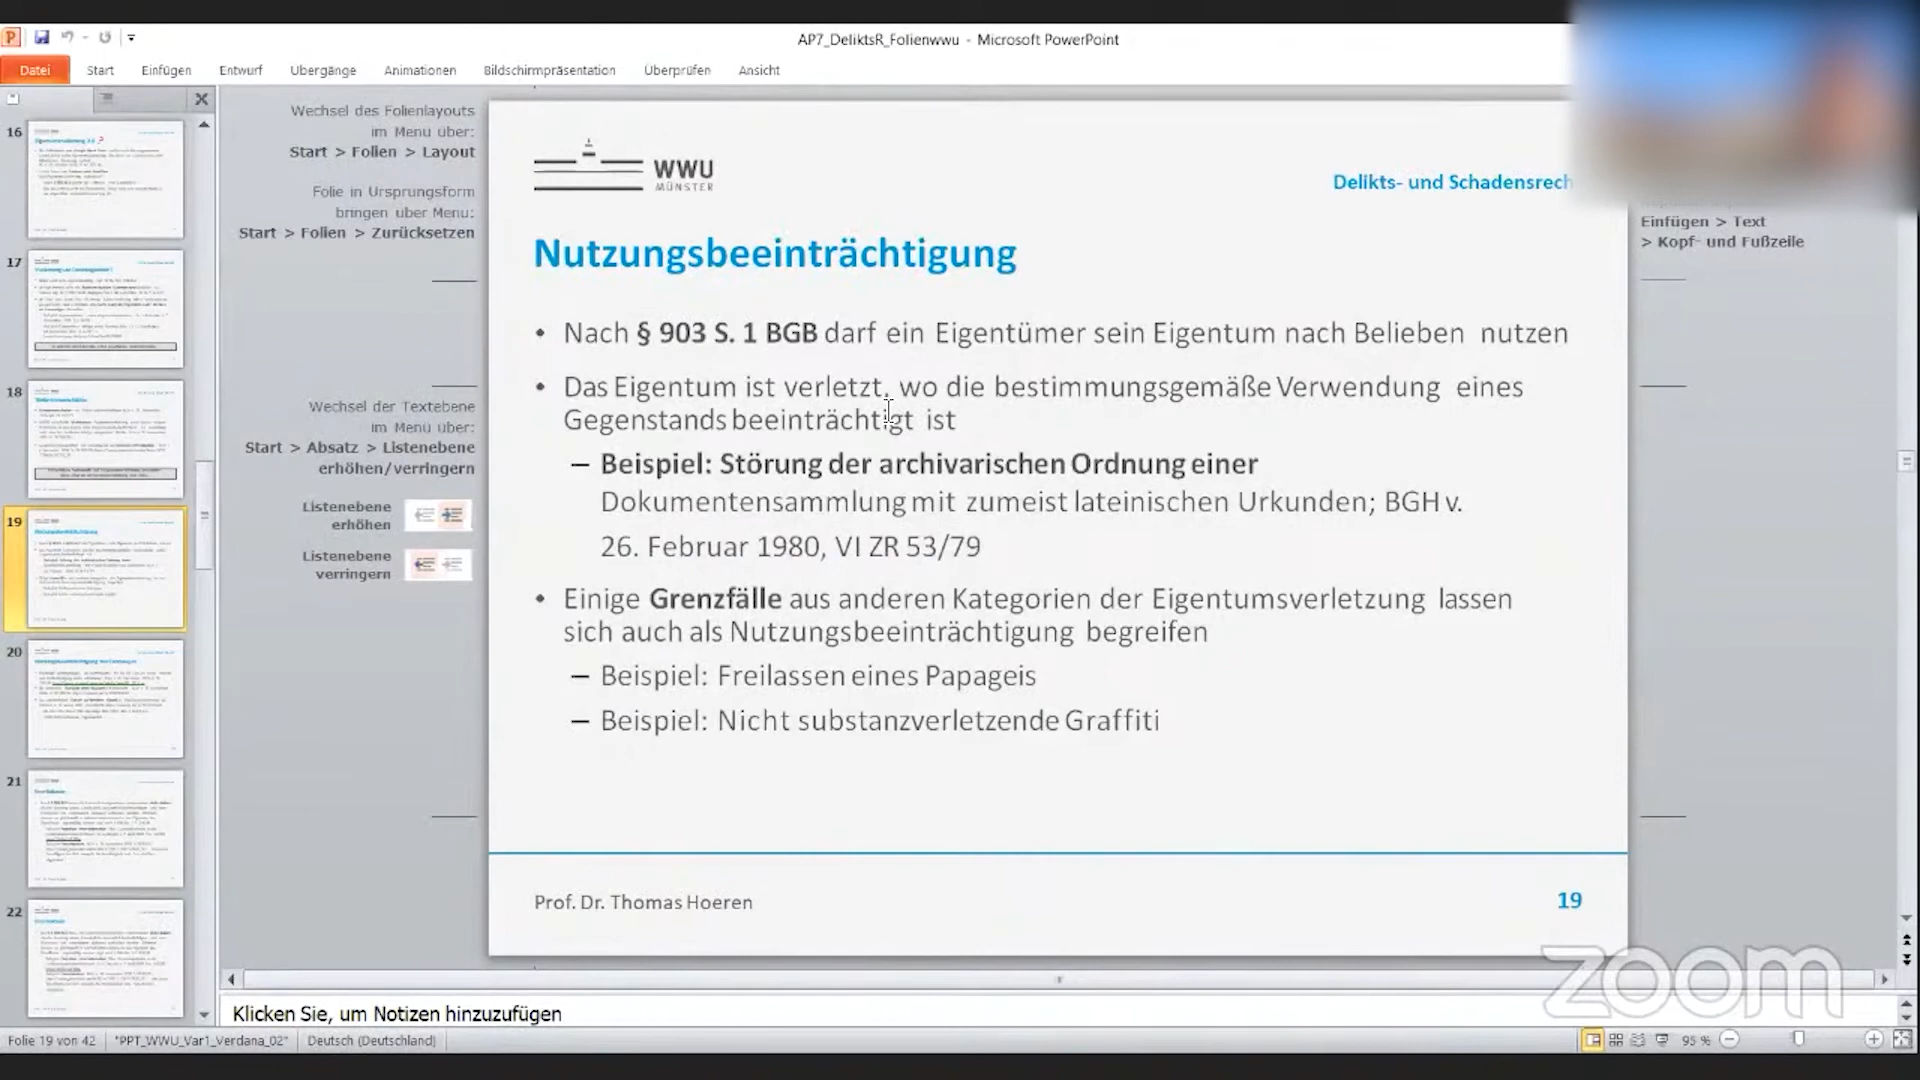 AP7_DeliktsR_Folienwwu - Microsoft PowerPoint
Datei Start Einfügen Entwurf Übergänge Animationen Bildschirmpräsentation Überprüfen Ansicht
16
17
18
19
20
21
22
Wechsel des Folienlayouts
im Menu über:
Start > Folien > Layout
Folie in Ursprungsform
bringen über Menu:
Start > Folien > Zurücksetzen
Wechsel der Textebene
im Menu über:
Start > Absatz > Listenebene
erhöhen/verringern
Listenebene
erhöhen
Listenebene
verringern
WWU
MÜNSTER
Delikts- und Schadensrech
Nutzungsbeeinträchtigung
• Nach § 903 S. 1 BGB darf ein Eigentümer sein Eigentum nach Belieben nutzen
• Das Eigentum ist verletzt, wo die bestimmungsgemäße Verwendung eines
Gegenstands beeinträchtigt ist
– Beispiel: Störung der archivarischen Ordnung einer
Dokumentensammlung mit zumeist lateinischen Urkunden; BGH v.
26. Februar 1980, VI ZR 53/79
• Einige Grenzfälle aus anderen Kategorien der Eigentumsverletzung lassen
sich auch als Nutzungsbeeinträchtigung begreifen
– Beispiel: Freilassen eines Papageis
– Beispiel: Nicht substanzverletzende Graffiti
Prof. Dr. Thomas Hoeren
19
Einfügen > Text
> Kopf- und Fußzeile
zoom
Klicken Sie, um Notizen hinzuzufügen
Folie 19 von 42 "PPT_WWU_Var1_Verdana_02" Deutsch (Deutschland) 95 %